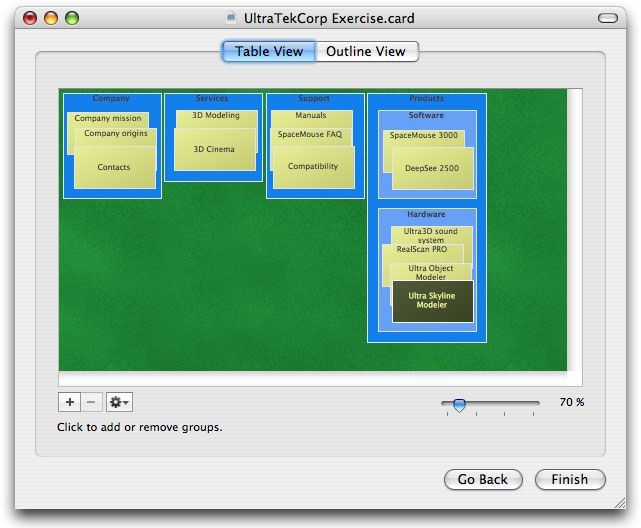 UltraTekCorp Exercise.card
Table View
Outline View
Company
Company mission
Company origins
Contacts
Services
3D Modeling
3D Cinema
Support
Manuals
SpaceMouse FAQ
Compatibility
Products
Software
SpaceMouse 3000
DeepSee 2500
Hardware
Ultra3D sound
system
RealScan PRO
Ultra Object
Modeler
Ultra Skyline
Modeler
70 %
Click to add or remove groups.
Go Back
Finish